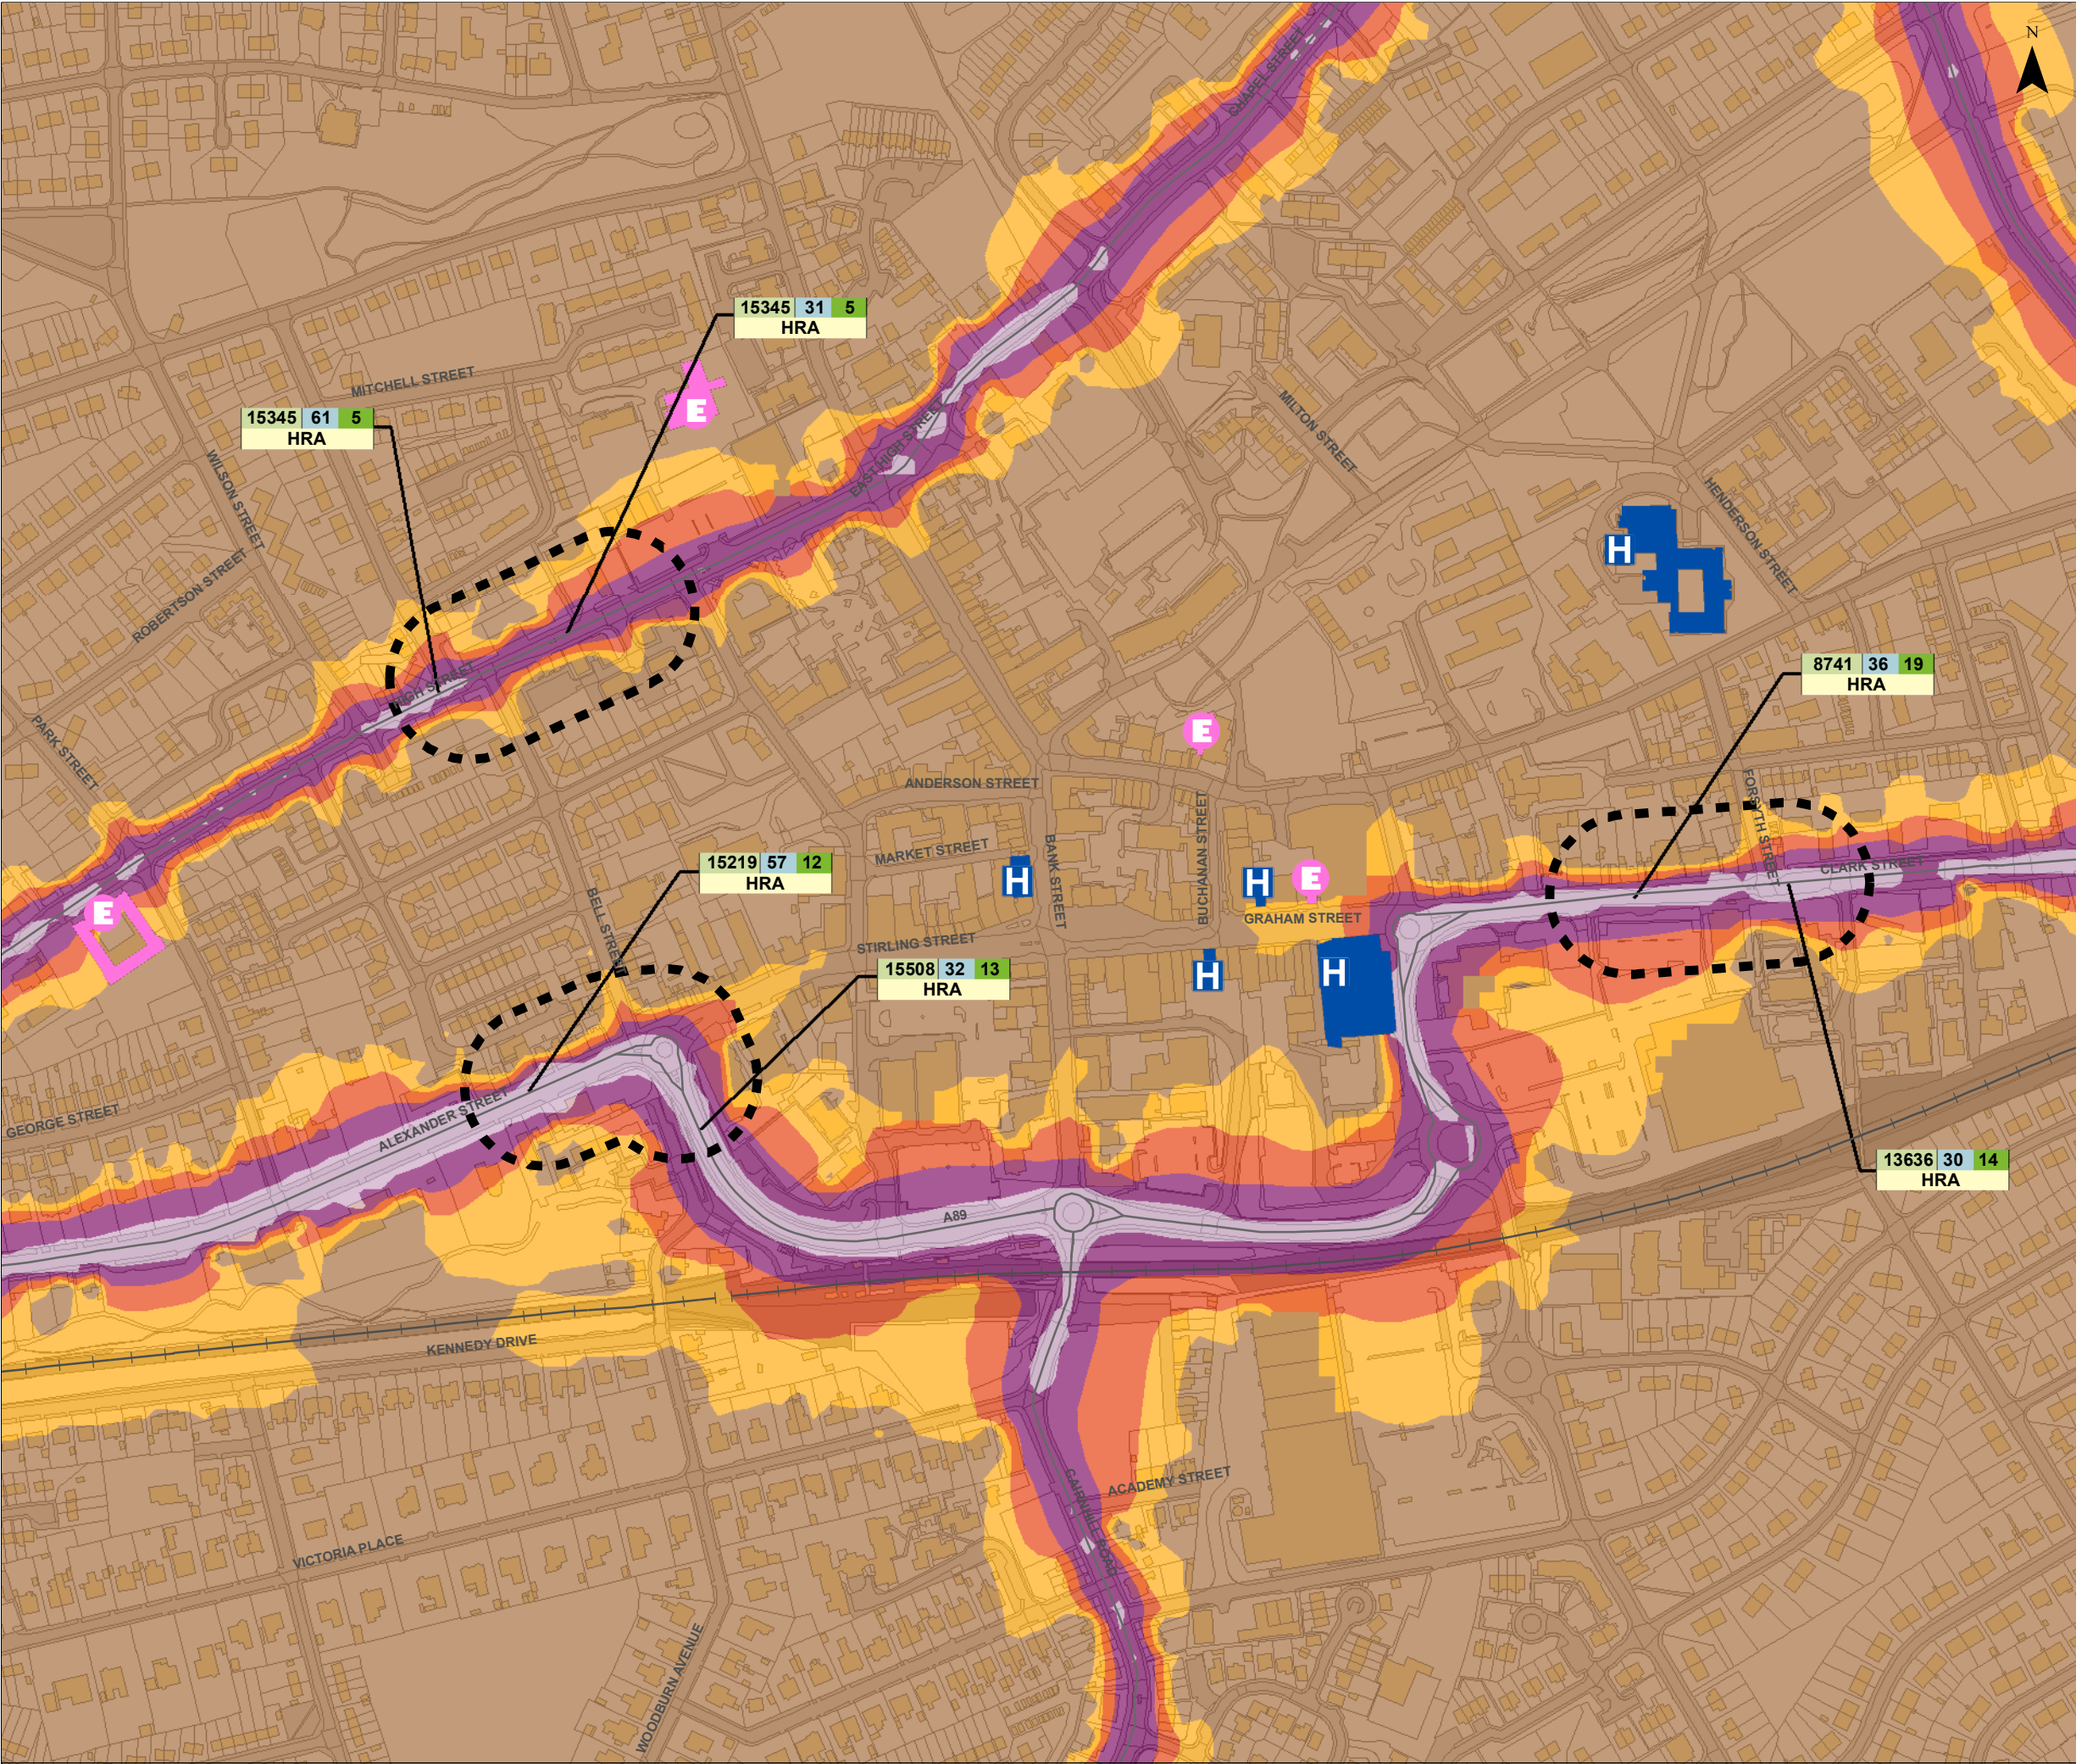 N
CHAPEL STREET
15345 31 5
HRA
MITCHELL STREET
E
15345 61 5
HRA
EAST HIGH STREET
MILTON STREET
WILSON STREET
HENDERSON STREET
H
ROBERTSON STREET
HIGH STREET
8741 36 19
HRA
PARK STREET
E
ANDERSON STREET
FORSYTH STREET
BUCHANAN STREET
MARKET STREET
BANK STREET
15219 57 12
HRA
CLARK STREET
H
H
E
E
BELL STREET
GRAHAM STREET
STIRLING STREET
15508 32 13
HRA
H
H
GEORGE STREET
ALEXANDER STREET
13636 30 14
HRA
A89
KENNEDY DRIVE
ACADEMY STREET
CAIRNHILL ROAD
VICTORIA PLACE
WOODBURN AVENUE